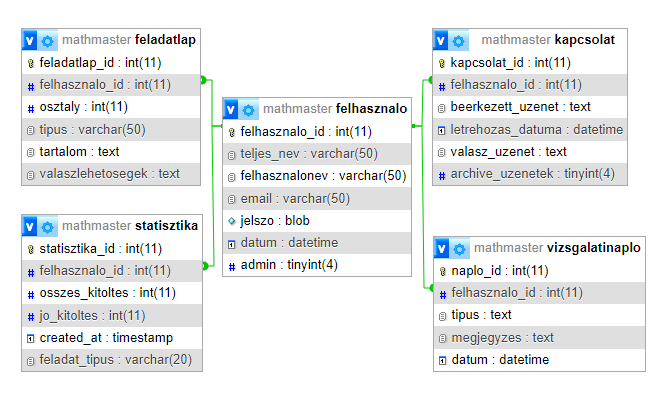 mathmaster feladatlap
feladatlap_id : int(11)
felhasznalo_id : int(11)
osztaly : int(11)
tipus : varchar(50)
tartalom : text
valaszlehetosegek : text
mathmaster statisztika
statisztika_id : int(11)
felhasznalo_id : int(11)
osszes_kitoltes : int(11)
jo_kitoltes : int(11)
created_at : timestamp
feladat_tipus : varchar(20)
mathmaster felhasznalo
felhasznalo_id : int(11)
teljes_nev : varchar(50)
felhasznalonev : varchar(50)
email : varchar(50)
jelszo : blob
datum : datetime
admin : tinyint(4)
mathmaster kapcsolat
kapcsolat_id : int(11)
felhasznalo_id : int(11)
beerkezett_uzenet : text
letrehozas_datuma : datetime
valasz_uzenet : text
archive_uzenetek : tinyint(4)
mathmaster vizsgalatinaplo
naplo_id : int(11)
felhasznalo_id : int(11)
tipus : text
megjegyzes : text
datum : datetime